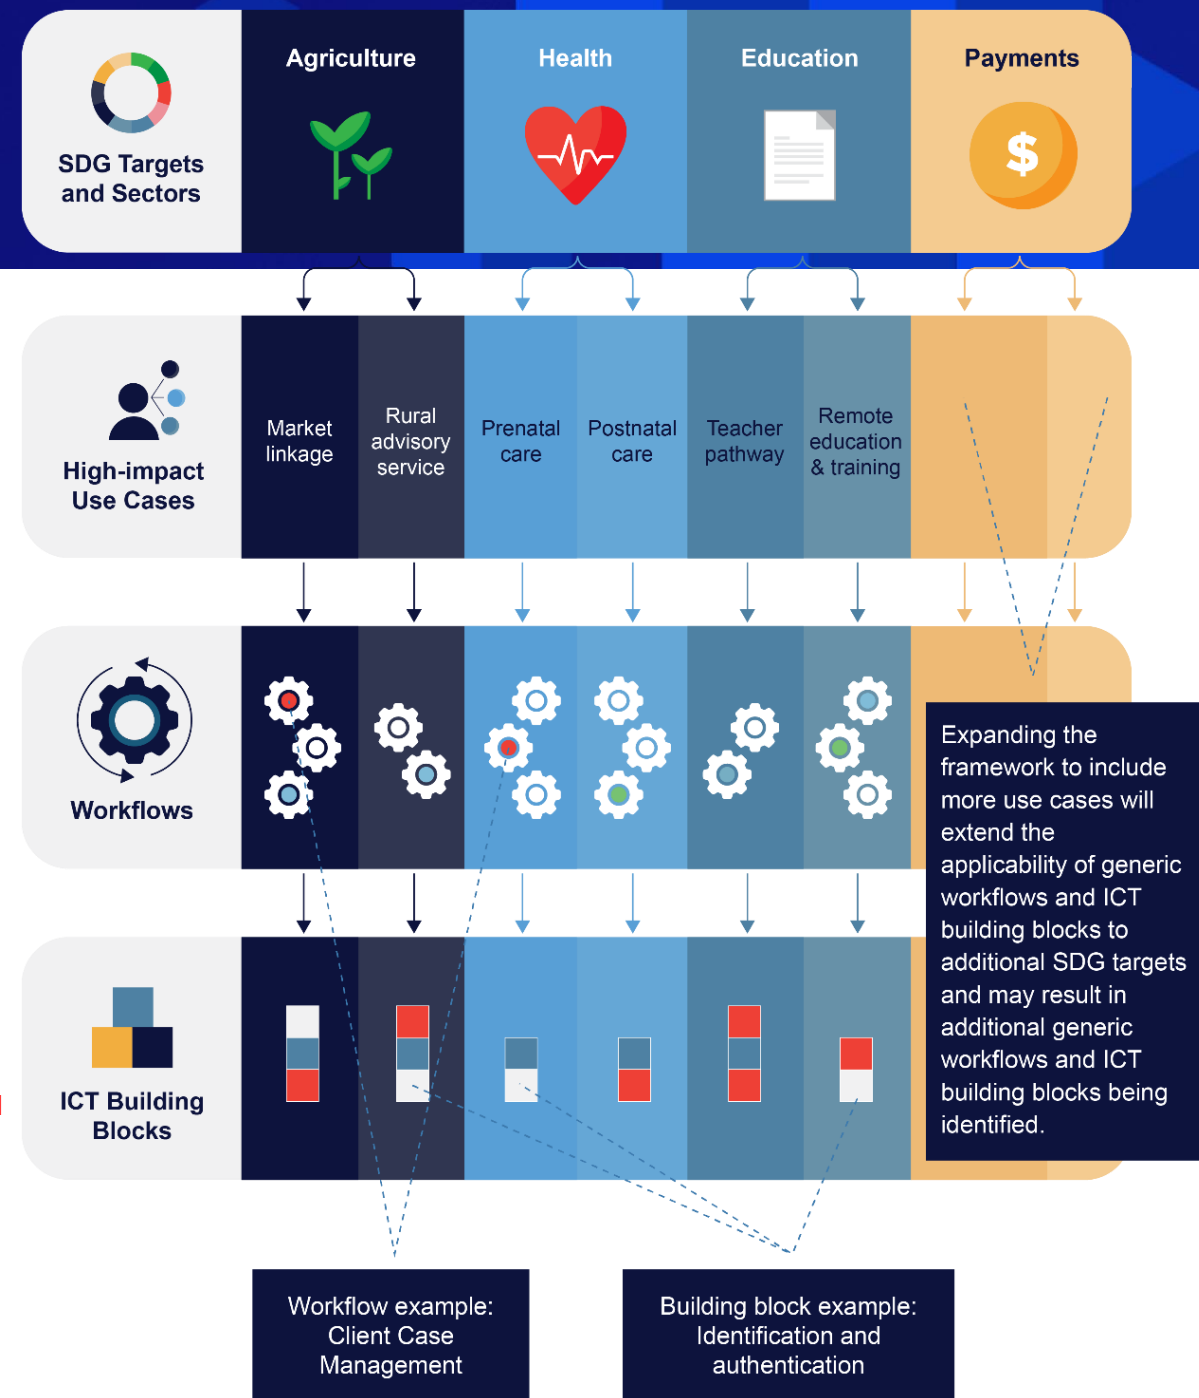 Agriculture
Health
Education
Payments
$
SDG Targets
and Sectors
Market
linkage
Rural
advisory
service
Prenatal
care
Postnatal
care
Teacher
pathway
Remote
education
& training
High-impact
Use Cases
Workflows
Expanding the
framework to include
more use cases will
extend the
applicability of generic
workflows and ICT
building blocks to
additional SDG targets
and may result in
additional generic
workflows and ICT
building blocks being
identified.
ICT Building
Blocks
Workflow example:
Client Case
Management
Building block example:
Identification and
authentication